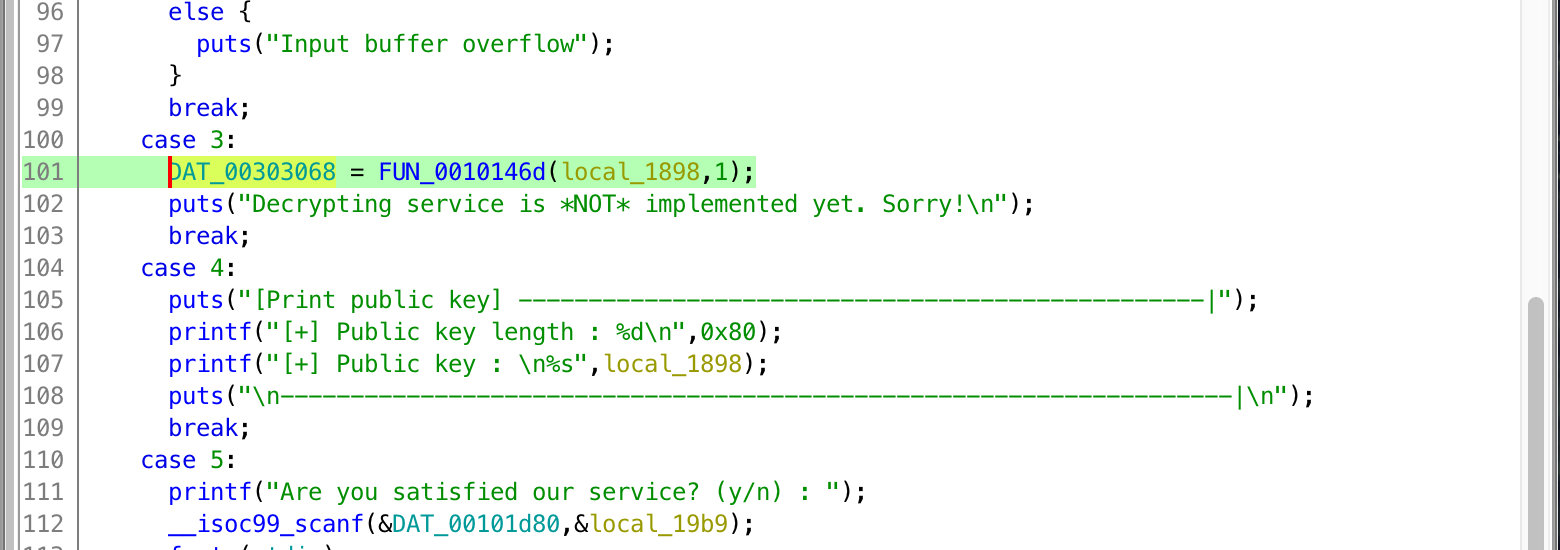 96 else {
97 puts("Input buffer overflow");
98 }
99 break;
100 case 3:
101 DAT_00303068 = FUN_0010146d(local_1898,1);
102 puts("Decrypting service is *NOT* implemented yet. Sorry!\n");
103 break;
104 case 4:
105 puts("[Print public key] -------------------------------------------------|");
106 printf("[+] Public key length : %d\n",0x80);
107 printf("[+] Public key : \n%s",local_1898);
108 puts("\n--------------------------------------------------------------------|\n");
109 break;
110 case 5:
111 printf("Are you satisfied our service? (y/n) : ");
112 __isoc99_scanf(&DAT_00101d80,&local_19b9);